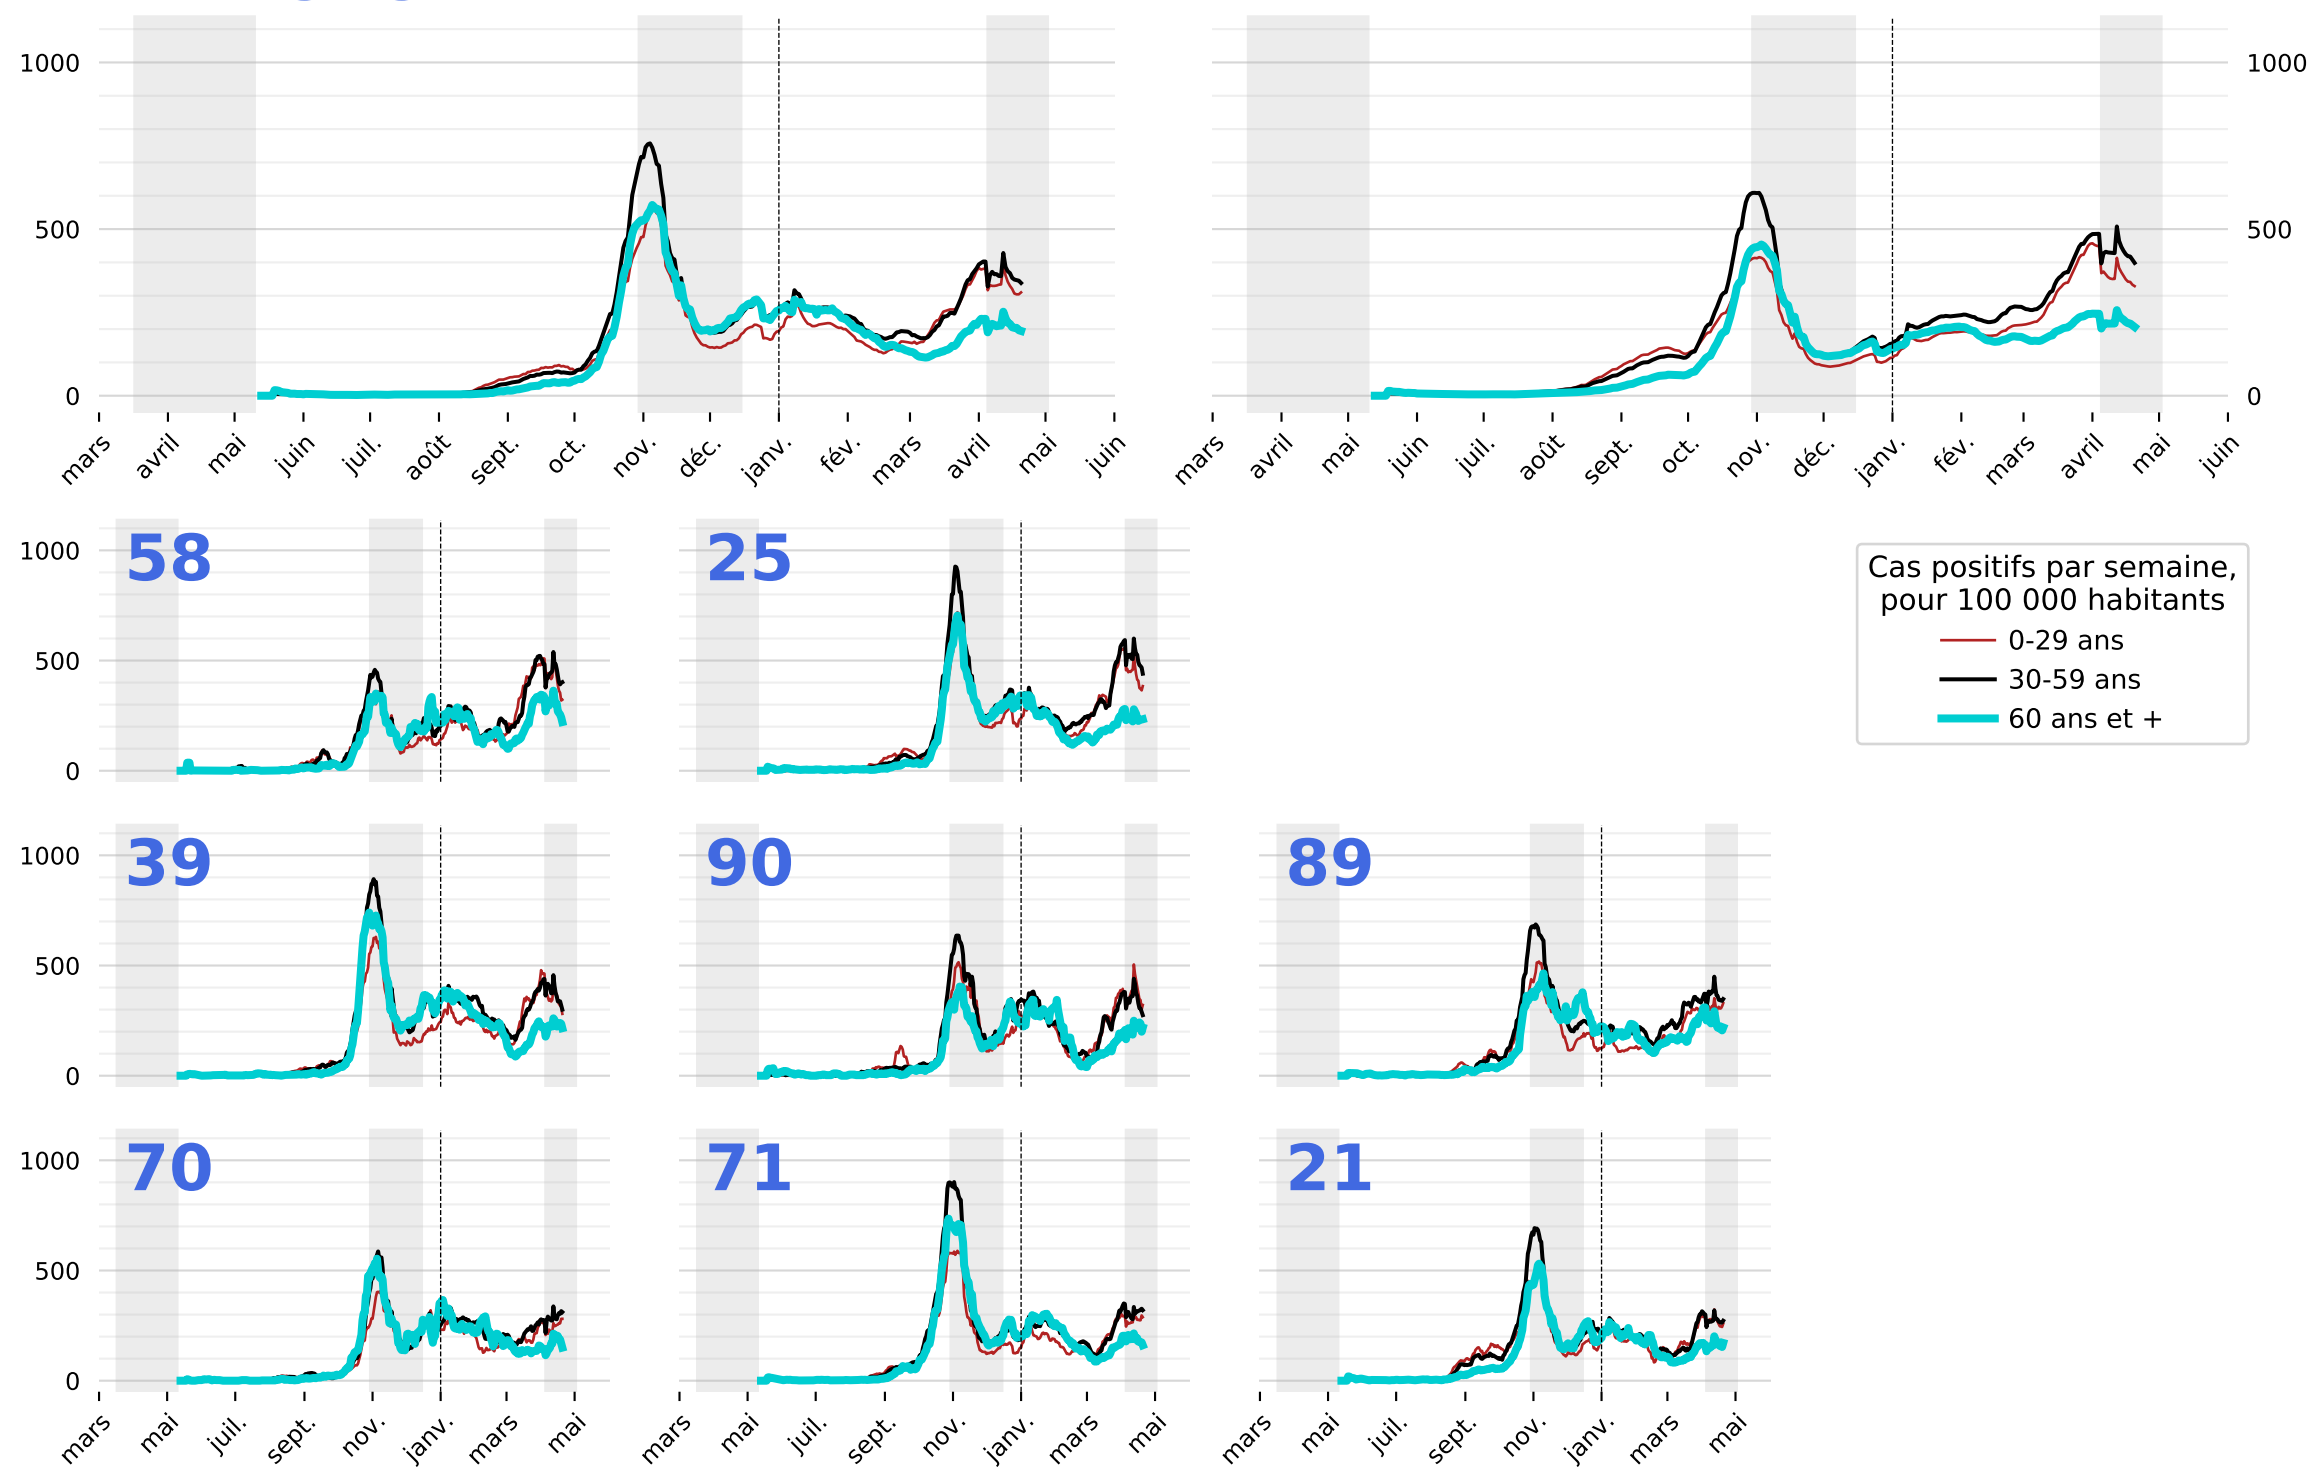 1000
500
0
mars avril mai juin juil. août sept. oct. nov. déc. janv. fév. mars avril mai juin
1000
500
0
mars avril mai juin juil. août sept. oct. nov. déc. janv. fév. mars avril mai juin
58
1000
500
0
25
Cas positifs par semaine,
pour 100 000 habitants
0-29 ans
30-59 ans
60 ans et +
39
1000
500
0
90
89
70
1000
500
0
mars mai juil. sept. nov. janv. mars mai
71
mars mai juil. sept. nov. janv. mars mai
21
mars mai juil. sept. nov. janv. mars mai